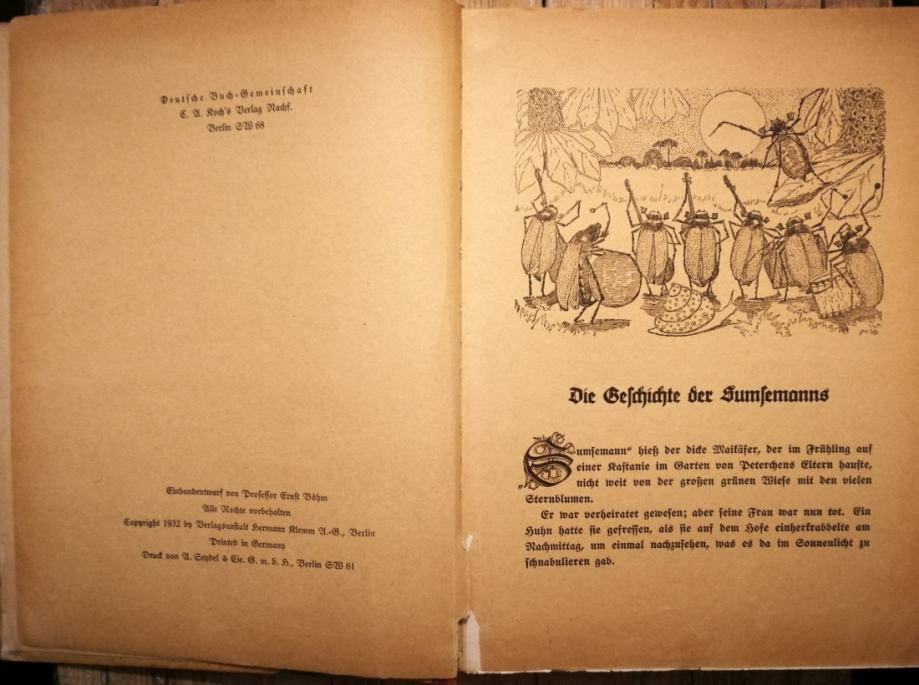 Deutsche Buch-Gemeinschaft
C. A. Koch's Verlag Nachf.
Berlin SW 68
Einbandentwurf von Professor Ernst Böhm
Alle Rechte vorbehalten
Copyright 1932 by Verlagsanstalt Hermann Klemm A.-G., Berlin
Printed in Germany
Druck von A. Seydel & Cie. G. m. b. H., Berlin SW 61
Die Geschichte der Sumsemanns
„Sumsemann“ hieß der dicke Maikäfer, der im Frühling auf
einer Kastanie im Garten von Peterchens Eltern hauste,
nicht weit von der großen grünen Wiese mit den vielen
Sternblumen.
Er war verheiratet gewesen; aber seine Frau war nun tot. Ein
Huhn hatte sie gefressen, als sie auf dem Hofe einherkrabbelte am
Nachmittag, um einmal nachzusehen, was es da im Sonnenlicht zu
schnabulieren gab.